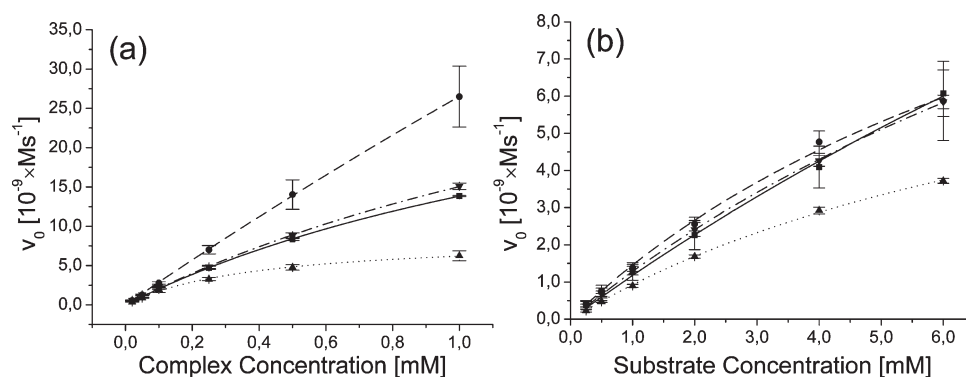 (a)
v₀ [10⁻⁹×Ms⁻¹]
35,0
30,0
25,0
20,0
15,0
10,0
5,0
0,0
0,0 0,2 0,4 0,6 0,8 1,0
Complex Concentration [mM]
(b)
v₀ [10⁻⁹×Ms⁻¹]
8,0
7,0
6,0
5,0
4,0
3,0
2,0
1,0
0,0
0,0 1,0 2,0 3,0 4,0 5,0 6,0
Substrate Concentration [mM]